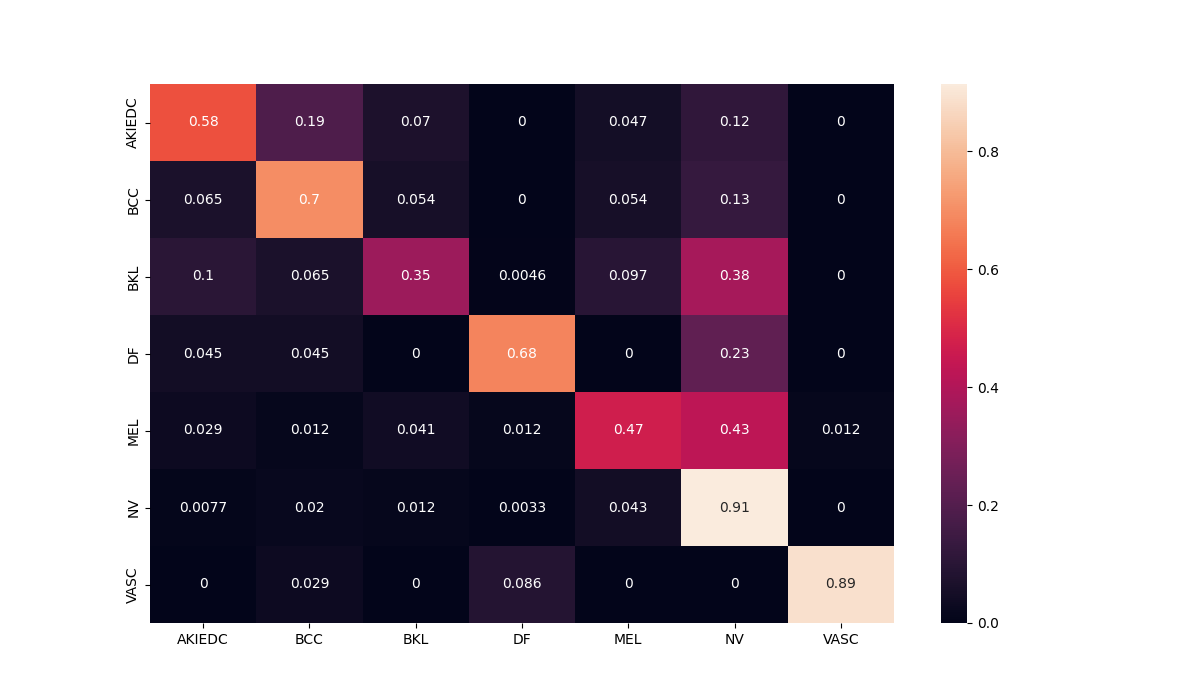 AKIEDC 0.58 0.19 0.07 0 0.047 0.12 0
BCC 0.065 0.7 0.054 0 0.054 0.13 0
BKL 0.1 0.065 0.35 0.0046 0.097 0.38 0
DF 0.045 0.045 0 0.68 0 0.23 0
MEL 0.029 0.012 0.041 0.012 0.47 0.43 0.012
NV 0.0077 0.02 0.012 0.0033 0.043 0.91 0
VASC 0 0.029 0 0.086 0 0 0.89
AKIEDC BCC BKL DF MEL NV VASC
0.8
0.6
0.4
0.2
0.0